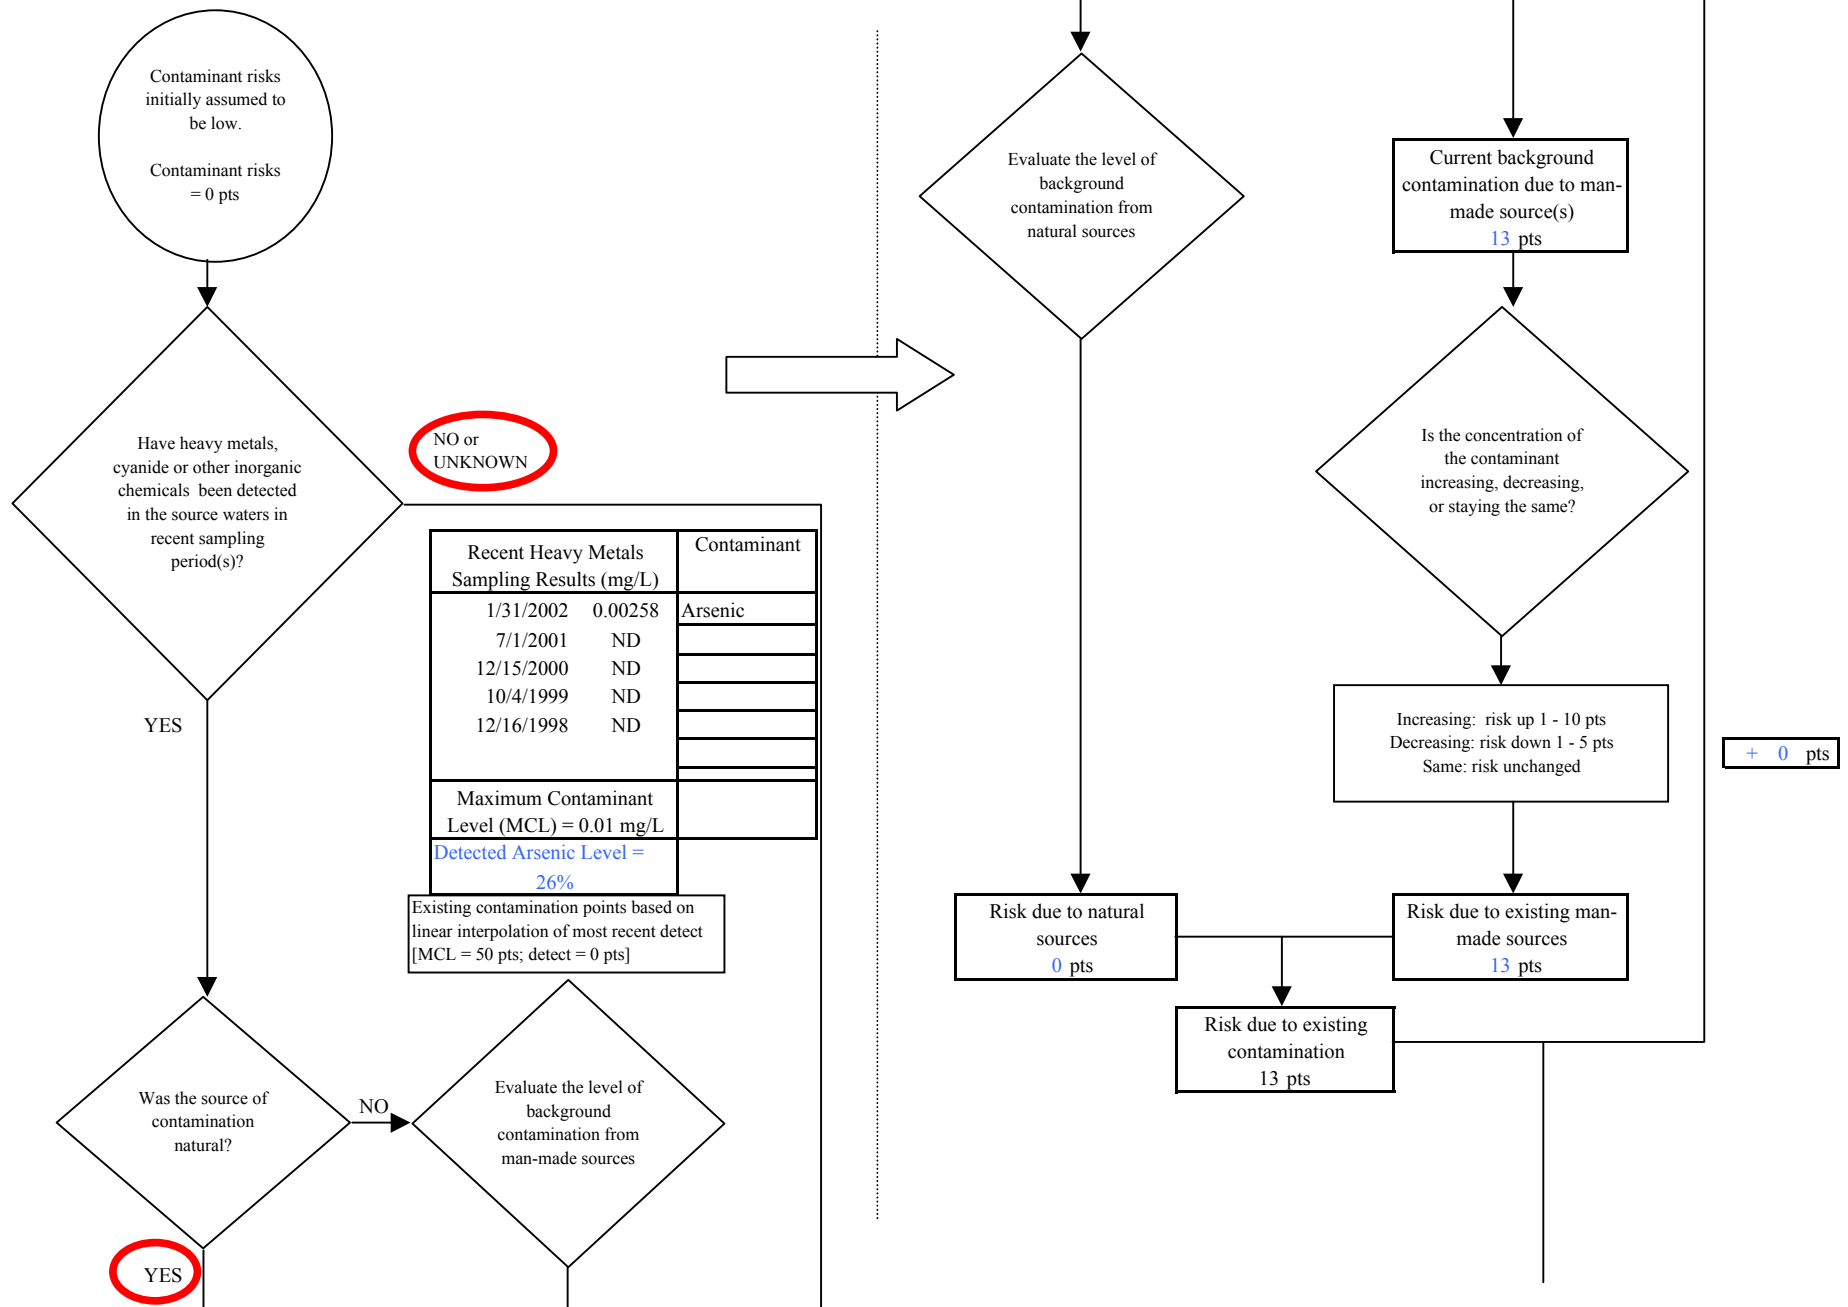 Contaminant risks
initially assumed to
be low.
Contaminant risks
= 0 pts
Have heavy metals,
cyanide or other inorganic
chemicals been detected
in the source waters in
recent sampling
period(s)?
NO or
UNKNOWN
YES
Recent Heavy Metals
Sampling Results (mg/L)
Contaminant
1/31/2002 0.00258 Arsenic
7/1/2001 ND
12/15/2000 ND
10/4/1999 ND
12/16/1998 ND
Maximum Contaminant
Level (MCL) = 0.01 mg/L
Detected Arsenic Level =
26%
Existing contamination points based on
linear interpolation of most recent detect
[MCL = 50 pts; detect = 0 pts]
Was the source of
contamination
natural?
NO
YES
Evaluate the level of
background
contamination from
man-made sources
Evaluate the level of
background
contamination from
natural sources
Current background
contamination due to man-
made source(s)
13 pts
Is the concentration of
the contaminant
increasing, decreasing,
or staying the same?
Increasing: risk up 1 - 10 pts
Decreasing: risk down 1 - 5 pts
Same: risk unchanged
+ 0 pts
Risk due to natural
sources
0 pts
Risk due to existing man-
made sources
13 pts
Risk due to existing
contamination
13 pts